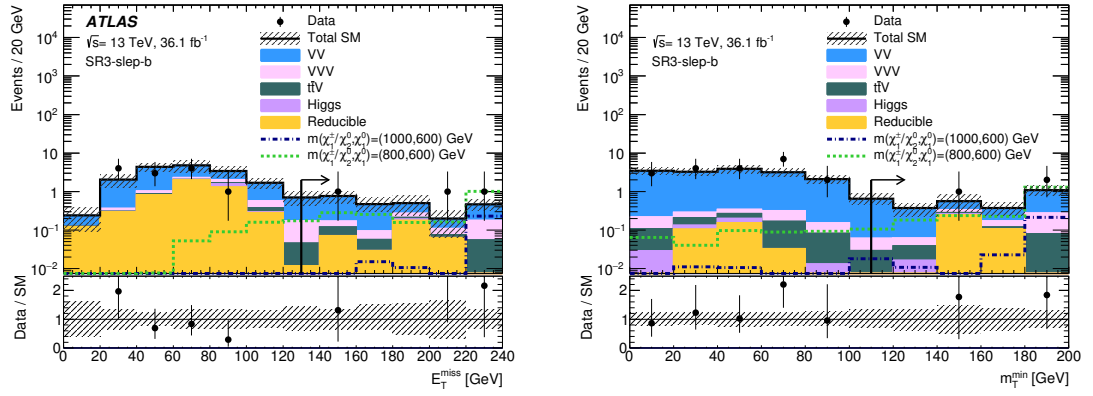 Events / 20 GeV
10⁴
10³
10²
10
1
10⁻¹
10⁻²
ATLAS
√s= 13 TeV, 36.1 fb⁻¹
SR3-slep-b
Data
Total SM
VV
VVV
tt̄V
Higgs
Reducible
m(χ̃₁±/χ̃₂⁰,χ̃₁⁰)=(1000,600) GeV
m(χ̃₁±/χ̃₂⁰,χ̃₁⁰)=(800,600) GeV
Data / SM
2
1
0
0 20 40 60 80 100 120 140 160 180 200 220 240
E_T^miss [GeV]
Events / 20 GeV
10⁴
10³
10²
10
1
10⁻¹
10⁻²
ATLAS
√s= 13 TeV, 36.1 fb⁻¹
SR3-slep-b
Data
Total SM
VV
VVV
tt̄V
Higgs
Reducible
m(χ̃₁±/χ̃₂⁰,χ̃₁⁰)=(1000,600) GeV
m(χ̃₁±/χ̃₂⁰,χ̃₁⁰)=(800,600) GeV
Data / SM
2
1
0
0 20 40 60 80 100 120 140 160 180 200
m_T^min [GeV]